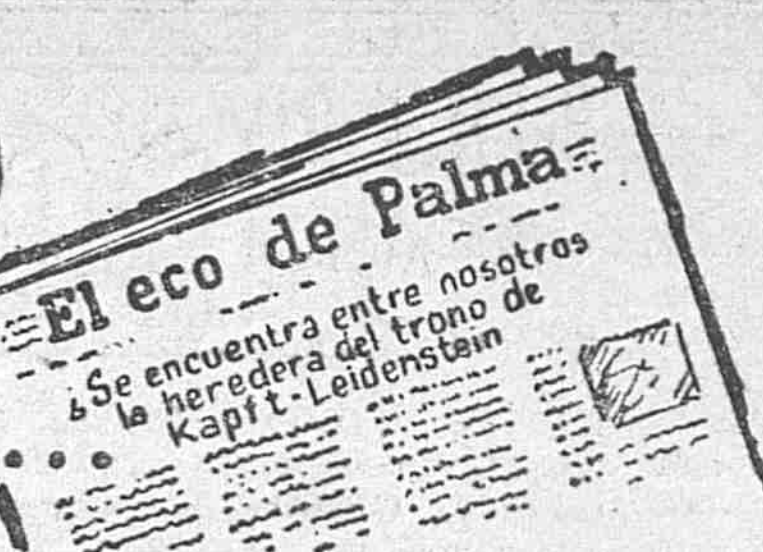 El eco de Palma
¿Se encuentra entre nosotros
la heredera del trono de
Kapft-Leidenstein